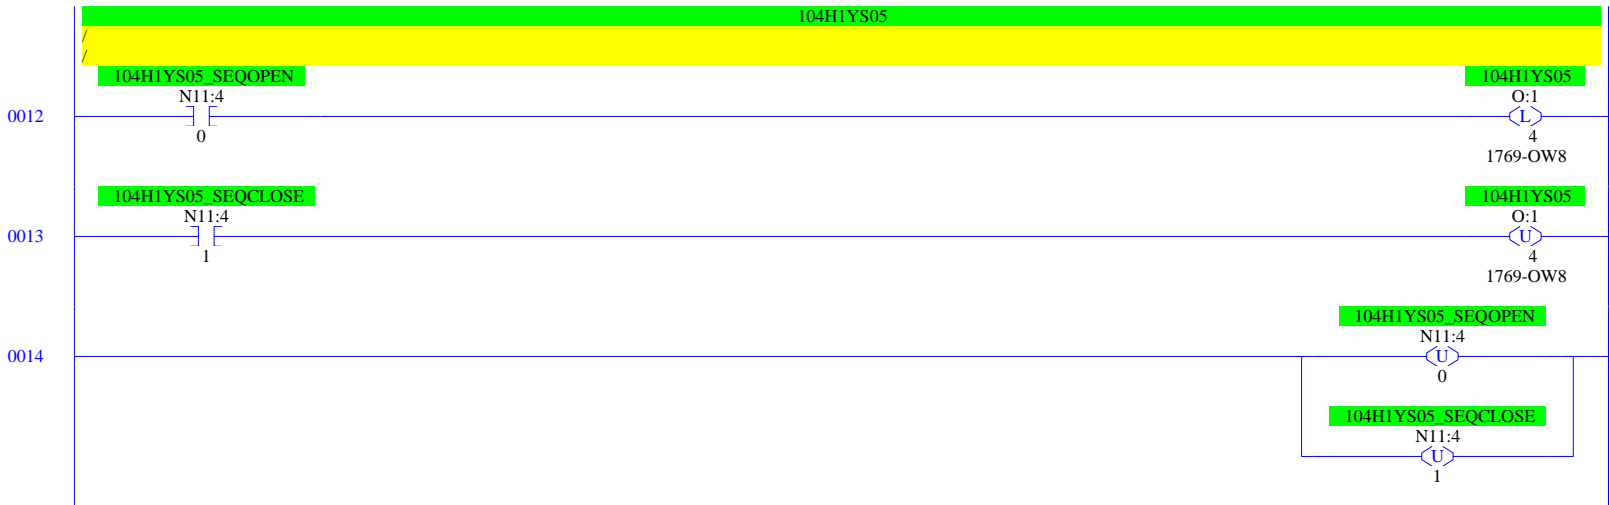 104H1YS05
/
/
104H1YS05_SEQOPEN 104H1YS05
N11:4 O:1
0012 L
0 4
1769-OW8
104H1YS05_SEQCLOSE 104H1YS05
N11:4 O:1
0013 U
1 4
1769-OW8
104H1YS05_SEQOPEN
N11:4
0014 U
0
104H1YS05_SEQCLOSE
N11:4
U
1